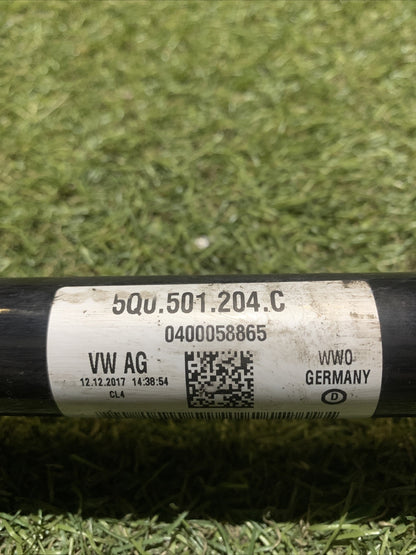 5Q0.501.204.C
0400058865
VW AG
12.12.2017 14:38:54
CL4
WWO
GERMANY
D